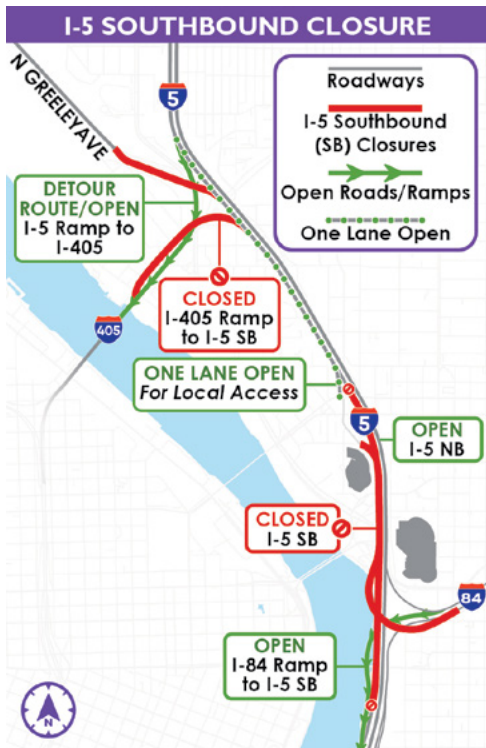 I-5 SOUTHBOUND CLOSURE
5
N GREELEY AVE
Roadways
I-5 Southbound
(SB) Closures
Open Roads/Ramps
One Lane Open
DETOUR
ROUTE/OPEN
I-5 Ramp to
I-405
CLOSED
I-405 Ramp
to I-5 SB
405
ONE LANE OPEN
For Local Access
5
OPEN
I-5 NB
CLOSED
I-5 SB
84
OPEN
I-84 Ramp
to I-5 SB
N